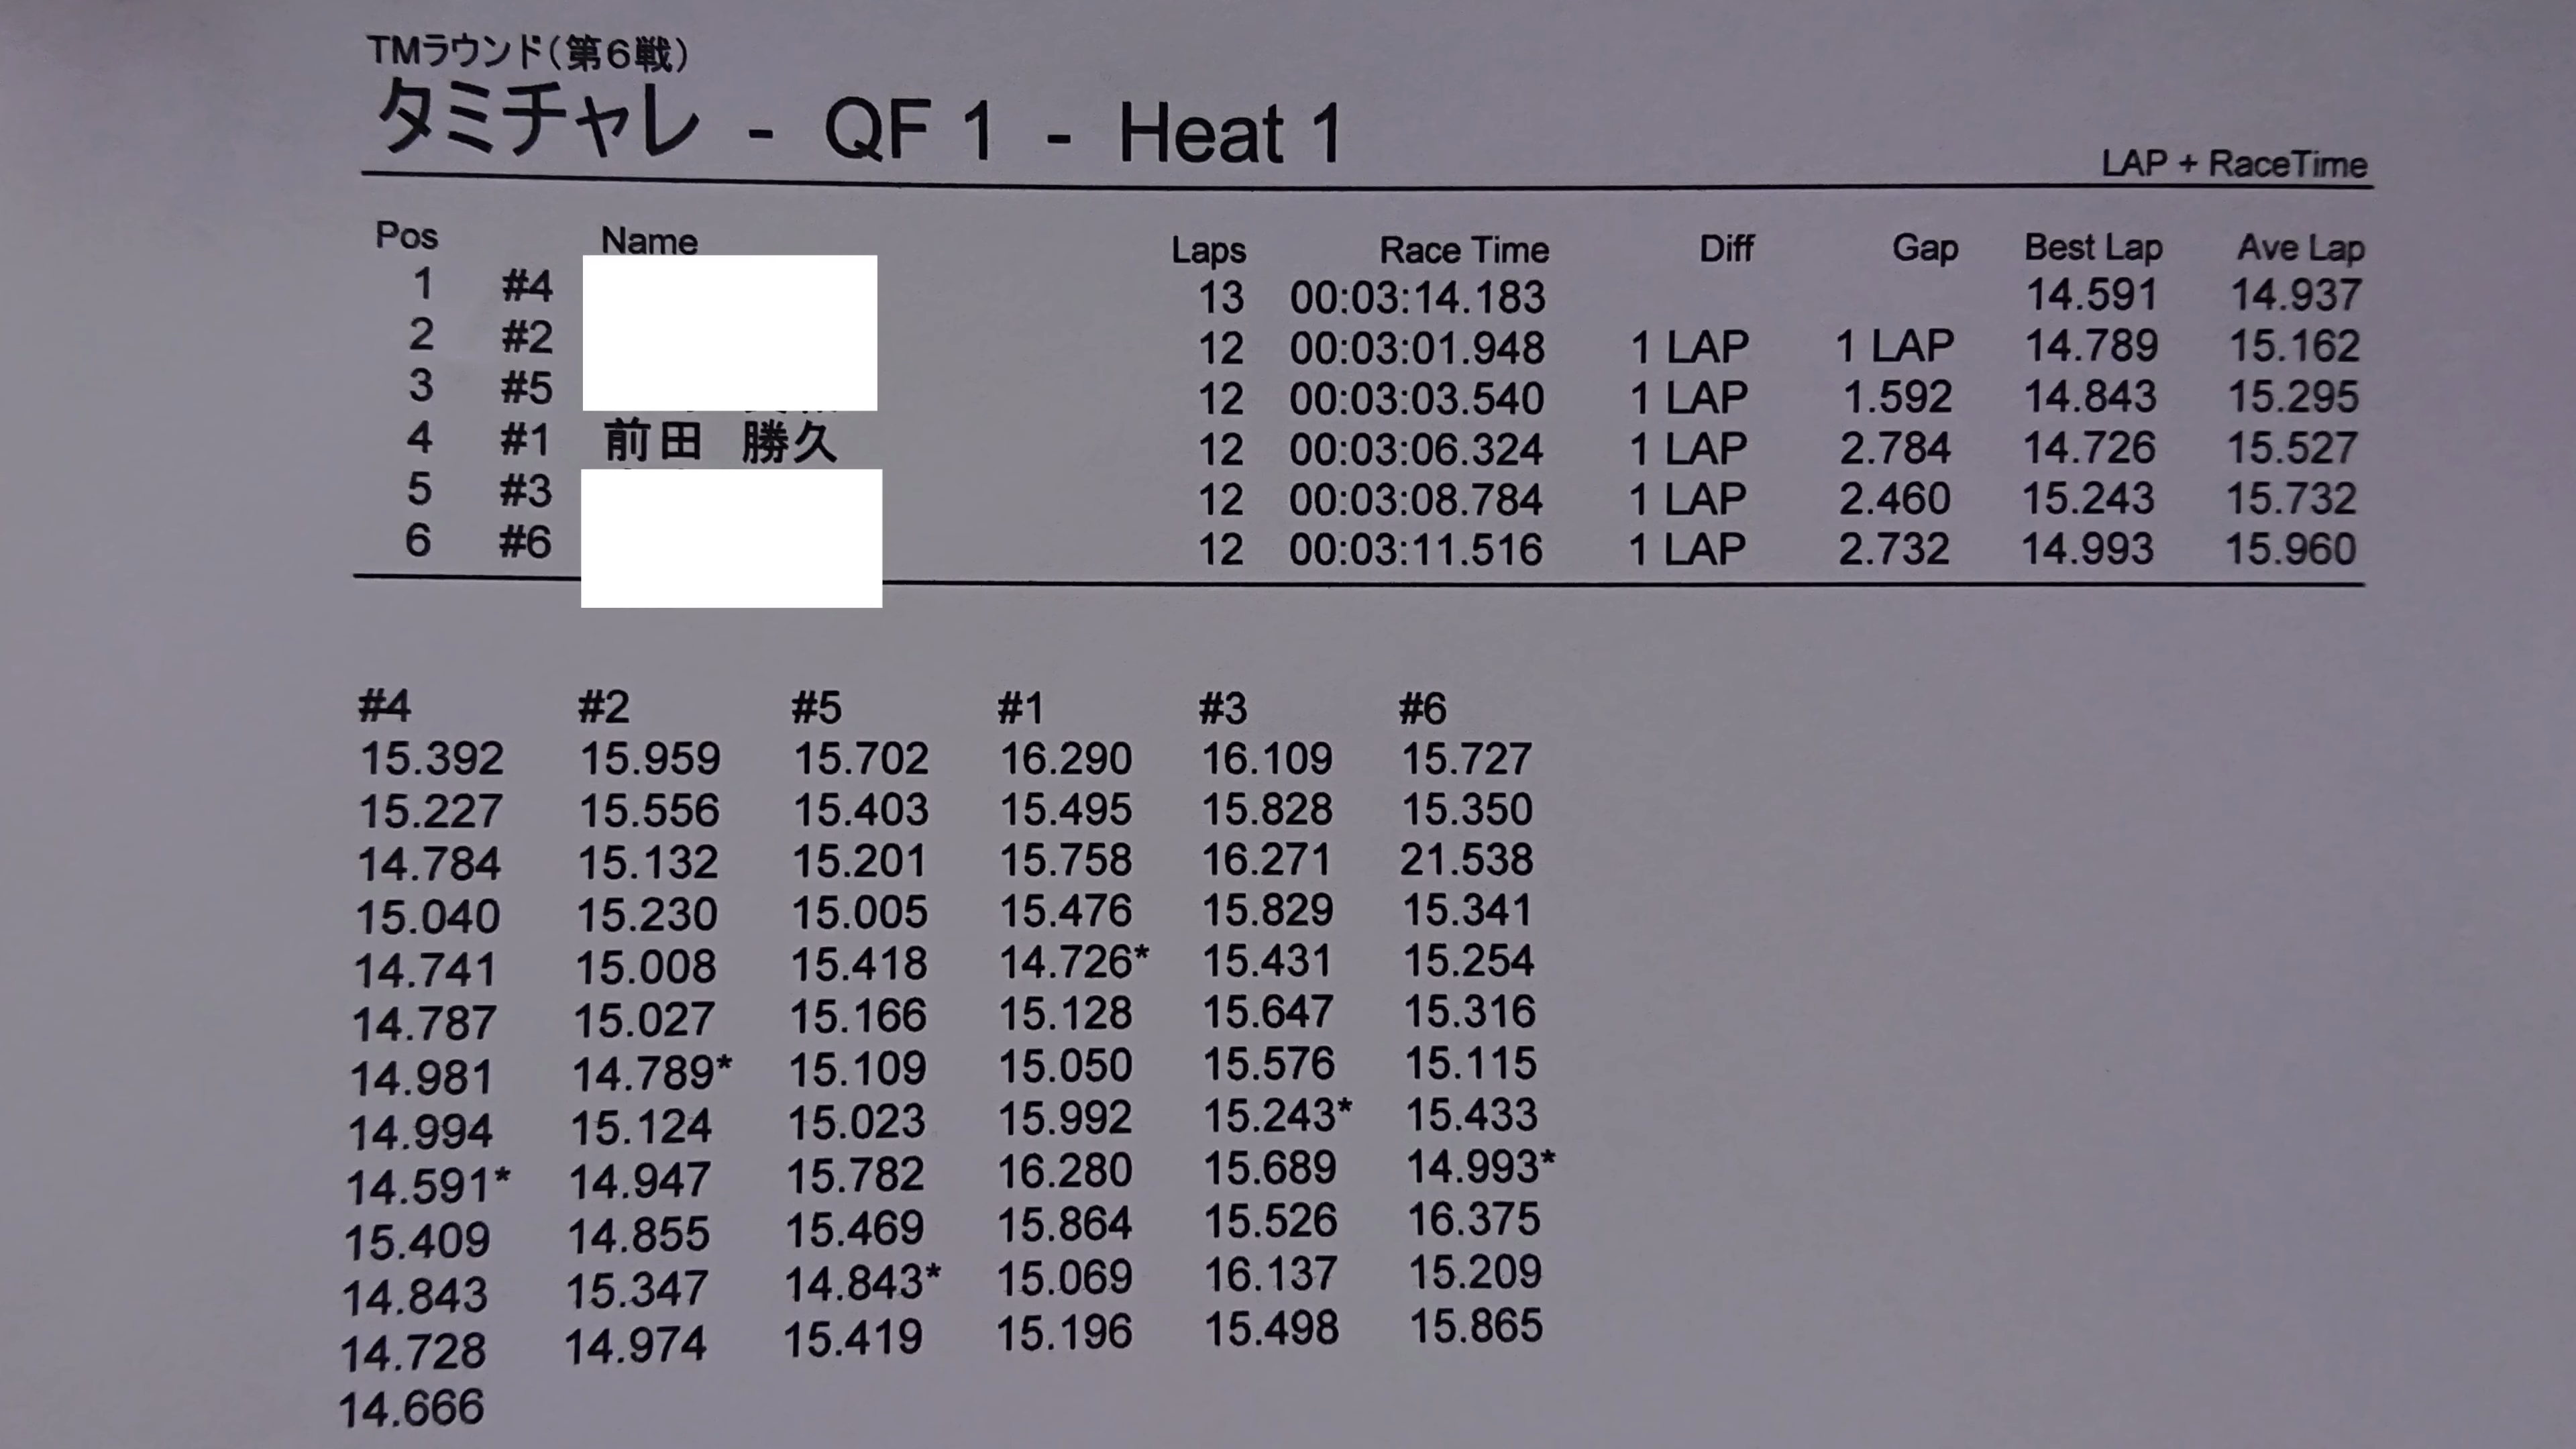 TMラウンド(第6戦)
タミチャレ - QF 1 - Heat 1
LAP + RaceTime
Pos Name Laps Race Time Diff Gap Best Lap Ave Lap
1 #4 13 00:03:14.183 14.591 14.937
2 #2 12 00:03:01.948 1 LAP 1 LAP 14.789 15.162
3 #5 12 00:03:03.540 1 LAP 1.592 14.843 15.295
4 #1 前田 勝久 12 00:03:06.324 1 LAP 2.784 14.726 15.527
5 #3 12 00:03:08.784 1 LAP 2.460 15.243 15.732
6 #6 12 00:03:11.516 1 LAP 2.732 14.993 15.960
#4 #2 #5 #1 #3 #6
15.392 15.959 15.702 16.290 16.109 15.727
15.227 15.556 15.403 15.495 15.828 15.350
14.784 15.132 15.201 15.758 16.271 21.538
15.040 15.230 15.005 15.476 15.829 15.341
14.741 15.008 15.418 14.726* 15.431 15.254
14.787 15.027 15.166 15.128 15.647 15.316
14.981 14.789* 15.109 15.050 15.576 15.115
14.994 15.124 15.023 15.992 15.243* 15.433
14.591* 14.947 15.782 16.280 15.689 14.993*
15.409 14.855 15.469 15.864 15.526 16.375
14.843 15.347 14.843* 15.069 16.137 15.209
14.728 14.974 15.419 15.196 15.498 15.865
14.666